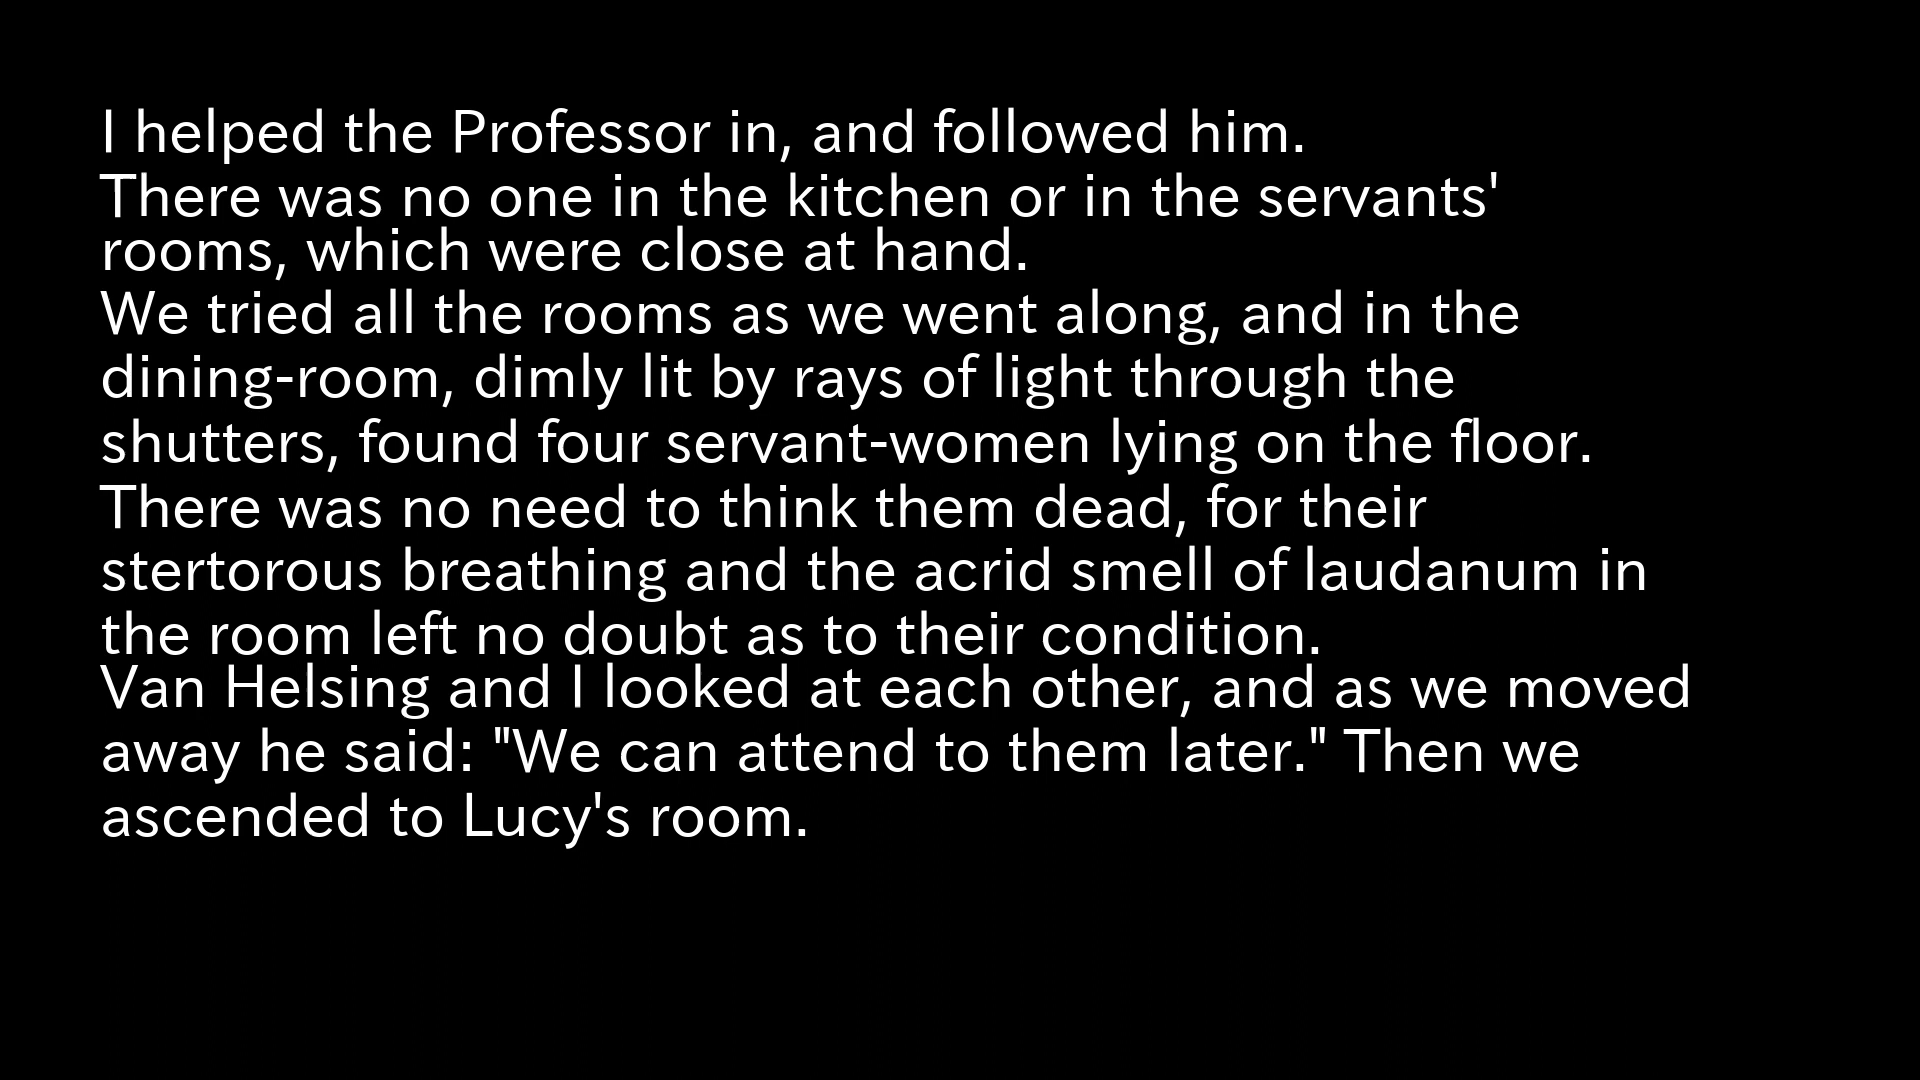 I helped the Professor in, and followed him.
There was no one in the kitchen or in the servants'
rooms, which were close at hand.
We tried all the rooms as we went along, and in the
dining-room, dimly lit by rays of light through the
shutters, found four servant-women lying on the floor.
There was no need to think them dead, for their
stertorous breathing and the acrid smell of laudanum in
the room left no doubt as to their condition.
Van Helsing and I looked at each other, and as we moved
away he said: "We can attend to them later." Then we
ascended to Lucy's room.